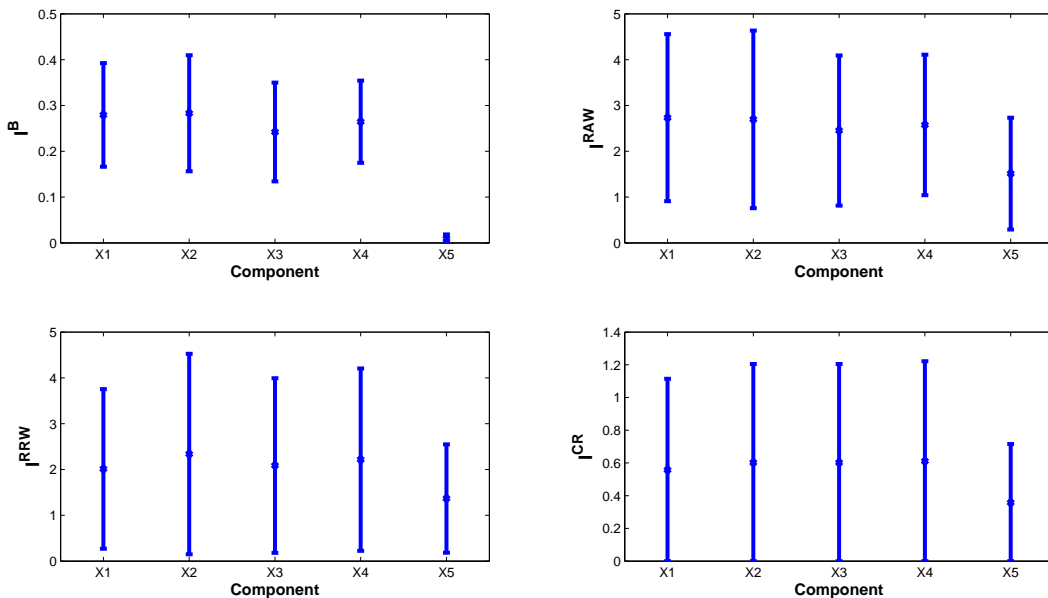 0.5
0.4
0.3
0.2
0.1
0
I^B
X1 X2 X3 X4 X5
Component
5
4
3
2
1
0
I^RAW
X1 X2 X3 X4 X5
Component
5
4
3
2
1
0
I^RRW
X1 X2 X3 X4 X5
Component
1.4
1.2
1
0.8
0.6
0.4
0.2
0
I^CR
X1 X2 X3 X4 X5
Component